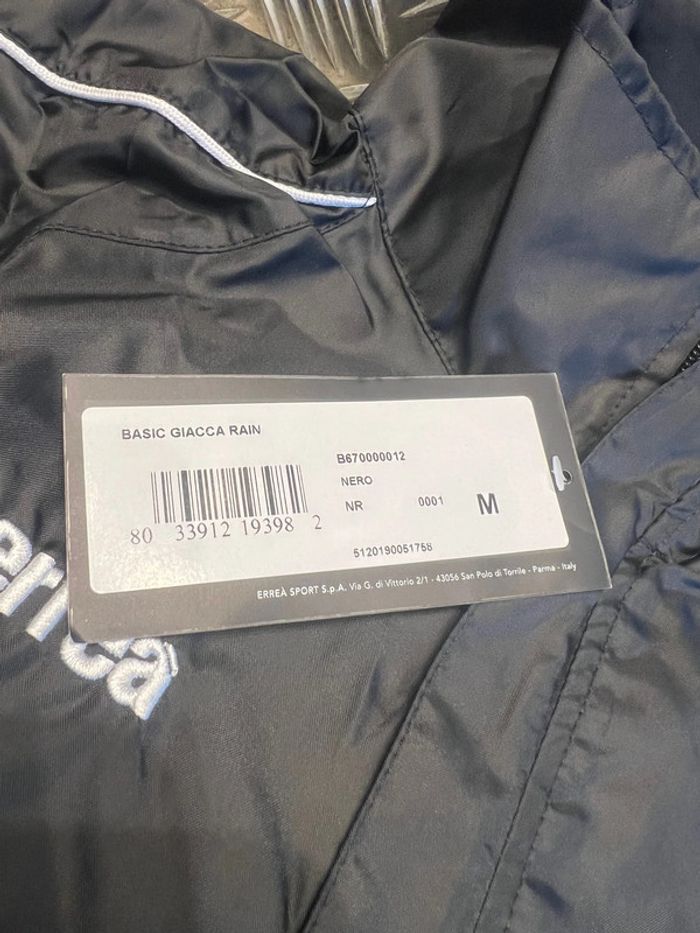 BASIC GIACCA RAIN
B670000012
NERO
NR 0001 M
80 33912 19398 2
5120190051758
ERREÀ SPORT S.p.A. Via G. di Vittorio 2/1 - 43056 San Polo di Torrile - Parma - Italy
erreà